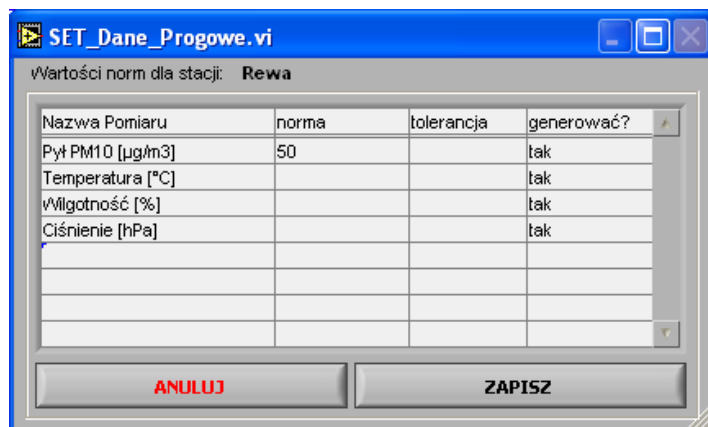 SET_Dane_Progowe.vi
Wartości norm dla stacji: Rewa
Nazwa Pomiaru norma tolerancja generować?
Pył PM10 [µg/m3] 50 tak
Temperatura [°C] tak
Wilgotność [%] tak
Ciśnienie [hPa] tak
ANULUJ ZAPISZ